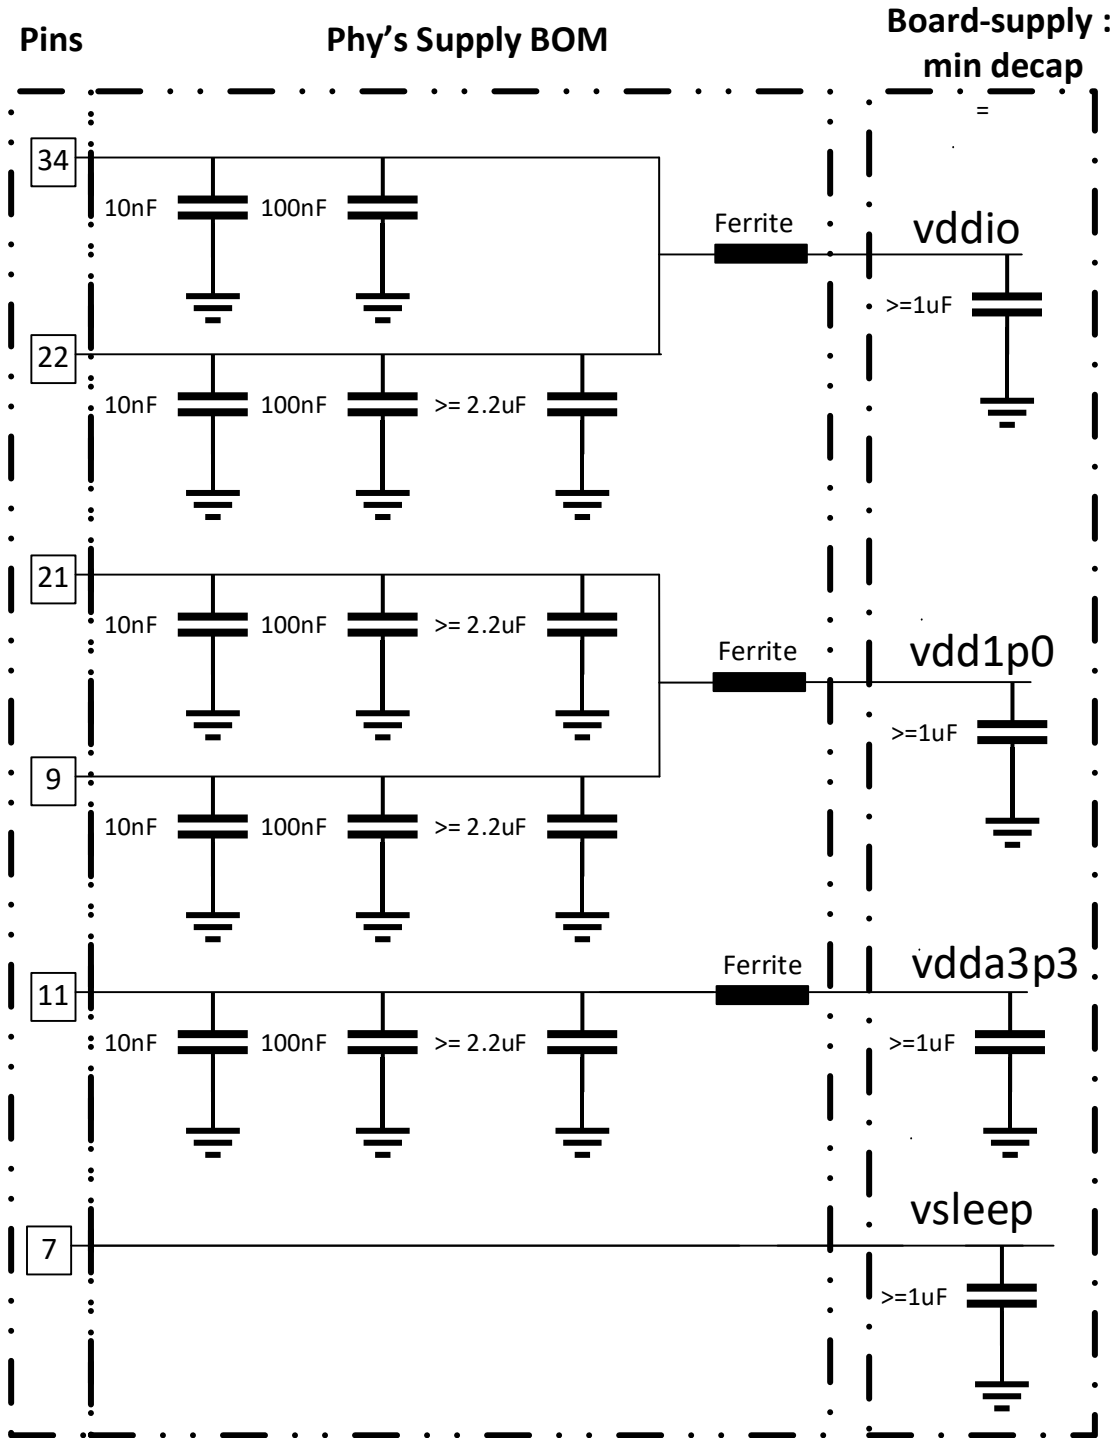 Pins
Phy's Supply BOM
Board-supply :
min decap
=
34
10nF
100nF
Ferrite
vddio
>=1uF
22
10nF
100nF
>= 2.2uF
21
10nF
100nF
>= 2.2uF
Ferrite
vdd1p0
>=1uF
9
10nF
100nF
>= 2.2uF
11
Ferrite
vdda3p3
10nF
100nF
>= 2.2uF
>=1uF
7
vsleep
>=1uF